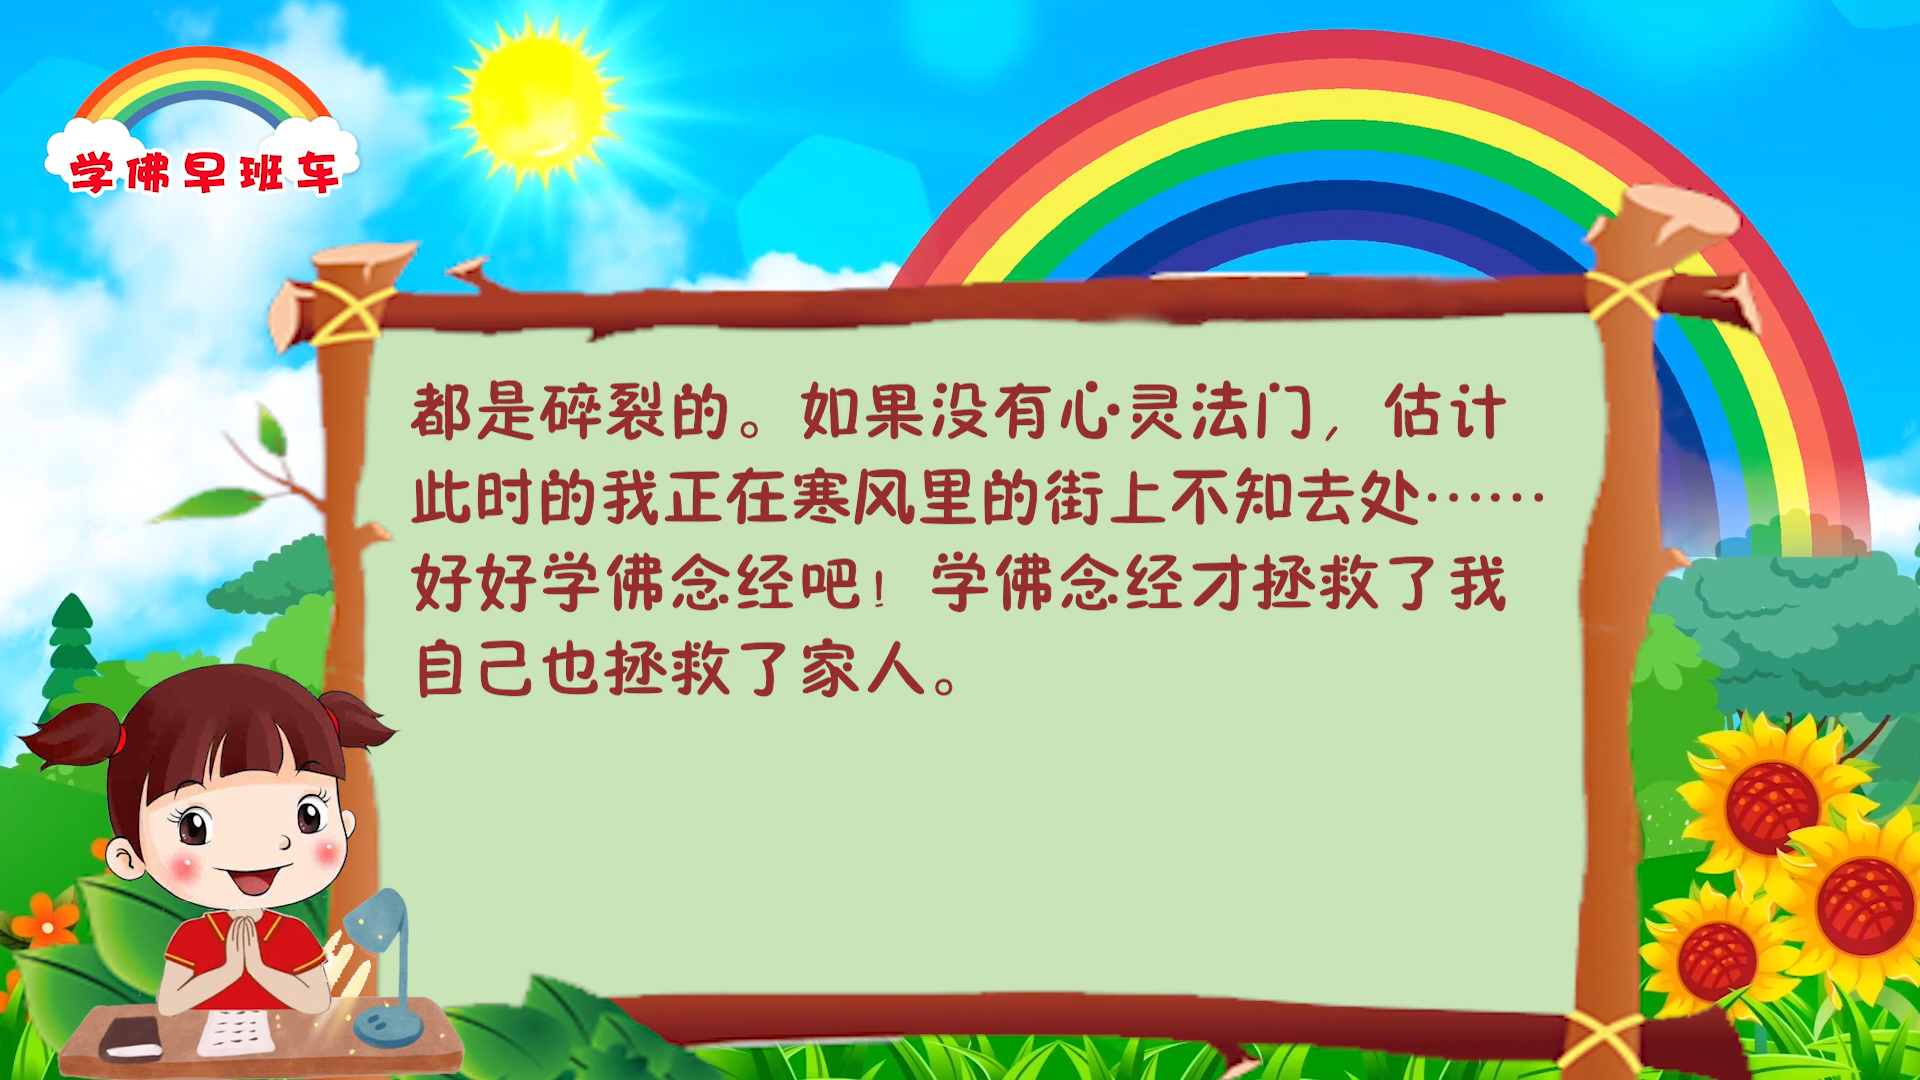 学佛早班车
都是碎裂的。如果没有心灵法门，估计
此时的我正在寒风里的街上不知去处……
好好学佛念经吧！学佛念经才拯救了我
自己也拯救了家人。